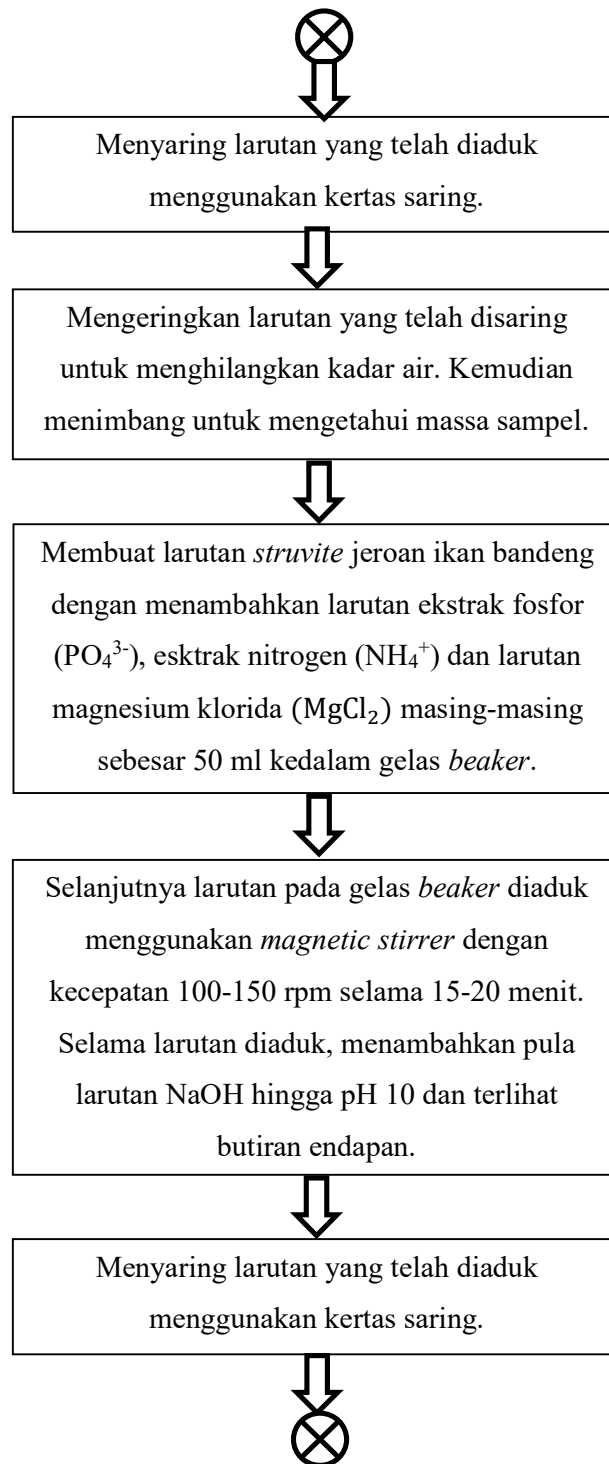 Menyaring larutan yang telah diaduk
menggunakan kertas saring.
Mengeringkan larutan yang telah disaring
untuk menghilangkan kadar air. Kemudian
menimbang untuk mengetahui massa sampel.
Membuat larutan struvite jeroan ikan bandeng
dengan menambahkan larutan ekstrak fosfor
(PO₄³⁻), esktrak nitrogen (NH₄⁺) dan larutan
magnesium klorida (MgCl₂) masing-masing
sebesar 50 ml kedalam gelas beaker.
Selanjutnya larutan pada gelas beaker diaduk
menggunakan magnetic stirrer dengan
kecepatan 100-150 rpm selama 15-20 menit.
Selama larutan diaduk, menambahkan pula
larutan NaOH hingga pH 10 dan terlihat
butiran endapan.
Menyaring larutan yang telah diaduk
menggunakan kertas saring.